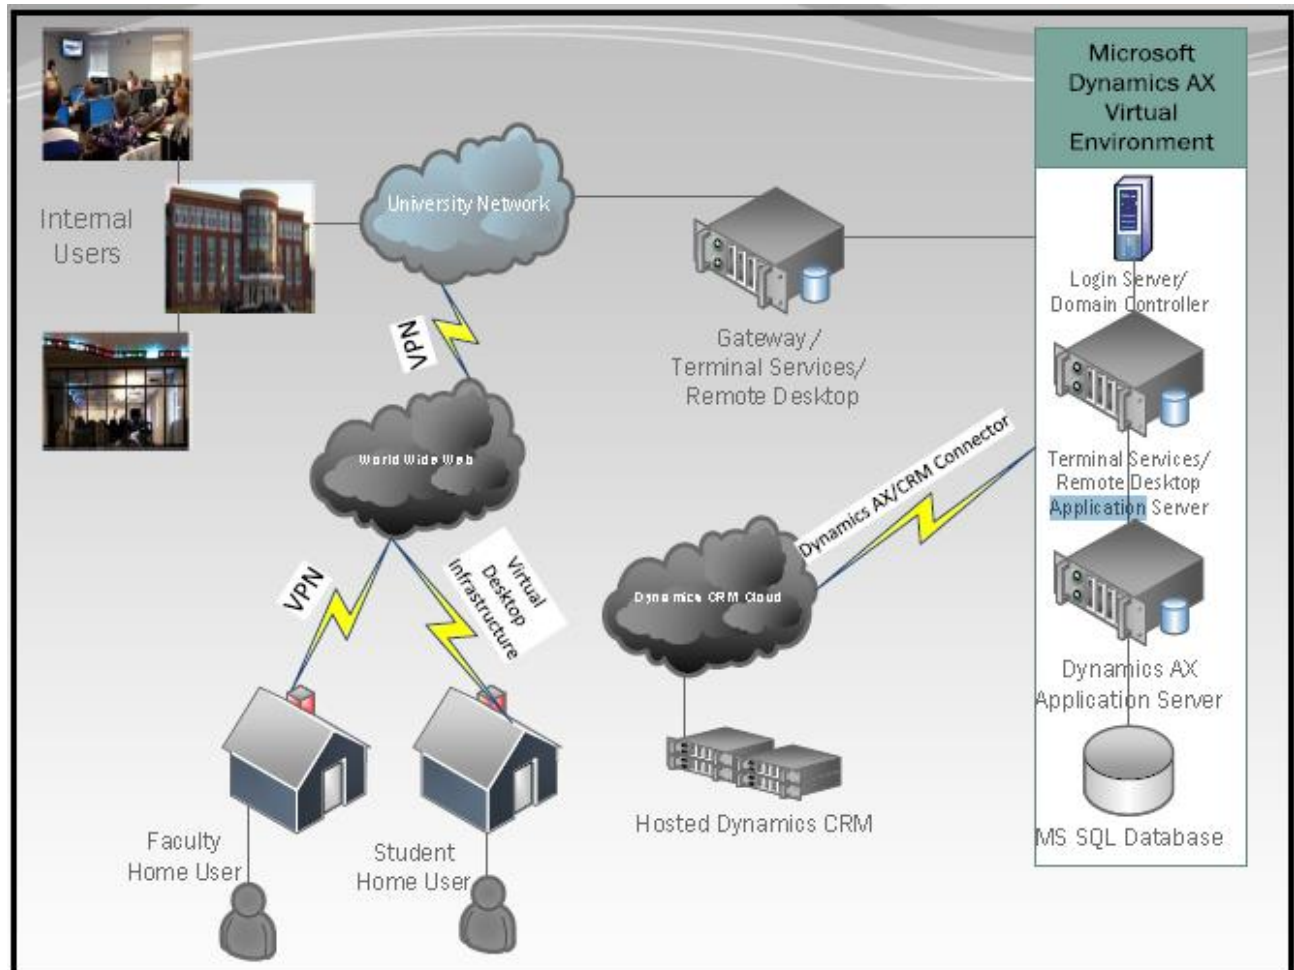 Microsoft
Dynamics AX
Virtual
Environment
Internal
Users
University Network
VPN
Gateway/
Terminal Services/
Remote Desktop
Login Server/
Domain Controller
World Wide Web
Dynamics AX/CRM Connector
Terminal Services/
Remote Desktop
Application Server
VPN
Virtual
Desktop
Infrastructure
Dynamics CRM Cloud
Dynamics AX
Application Server
Hosted Dynamics CRM
MS SQL Database
Faculty
Home User
Student
Home User